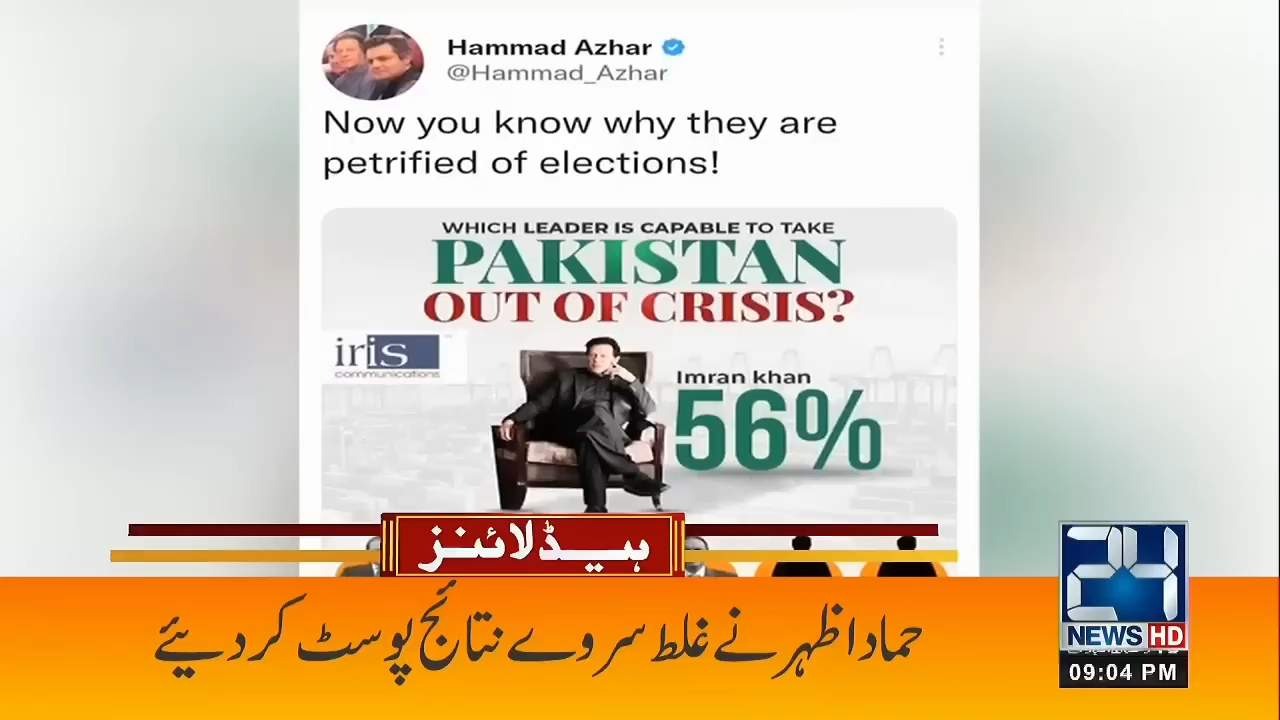 Hammad Azhar
@Hammad_Azhar
Now you know why they are
petrified of elections!
WHICH LEADER IS CAPABLE TO TAKE
PAKISTAN
OUT OF CRISIS?
iris
communications
Imran khan
56%
ہیڈلائنز
حماد اظہر نے غلط سروے نتائج پوسٹ کر دیئے
24
NEWS HD
09:04 PM